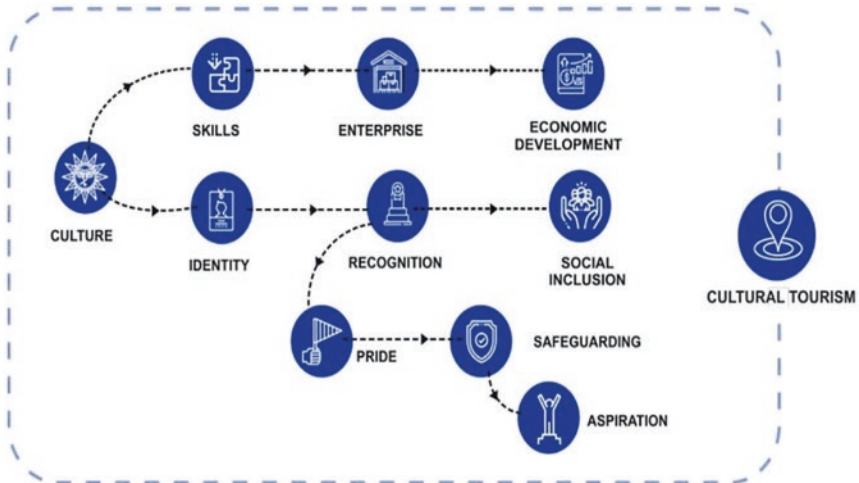 SKILLS
ENTERPRISE
ECONOMIC
DEVELOPMENT
CULTURE
IDENTITY
RECOGNITION
SOCIAL
INCLUSION
CULTURAL TOURISM
PRIDE
SAFEGUARDING
ASPIRATION